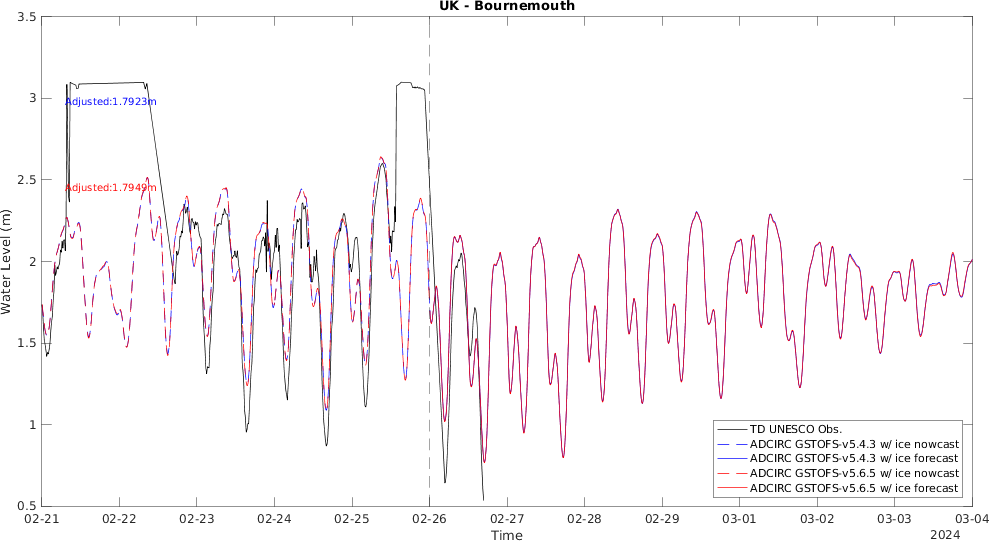 UK - Bournemouth
3.5
3
2.5
2
1.5
1
0.5
Water Level (m)
Adjusted:1.7923m
Adjusted:1.7949m
TD UNESCO Obs.
ADCIRC GSTOFS-v5.4.3 w/ ice nowcast
ADCIRC GSTOFS-v5.4.3 w/ ice forecast
ADCIRC GSTOFS-v5.6.5 w/ ice nowcast
ADCIRC GSTOFS-v5.6.5 w/ ice forecast
02-21 02-22 02-23 02-24 02-25 02-26 02-27 02-28 02-29 03-01 03-02 03-03 03-04
Time
2024